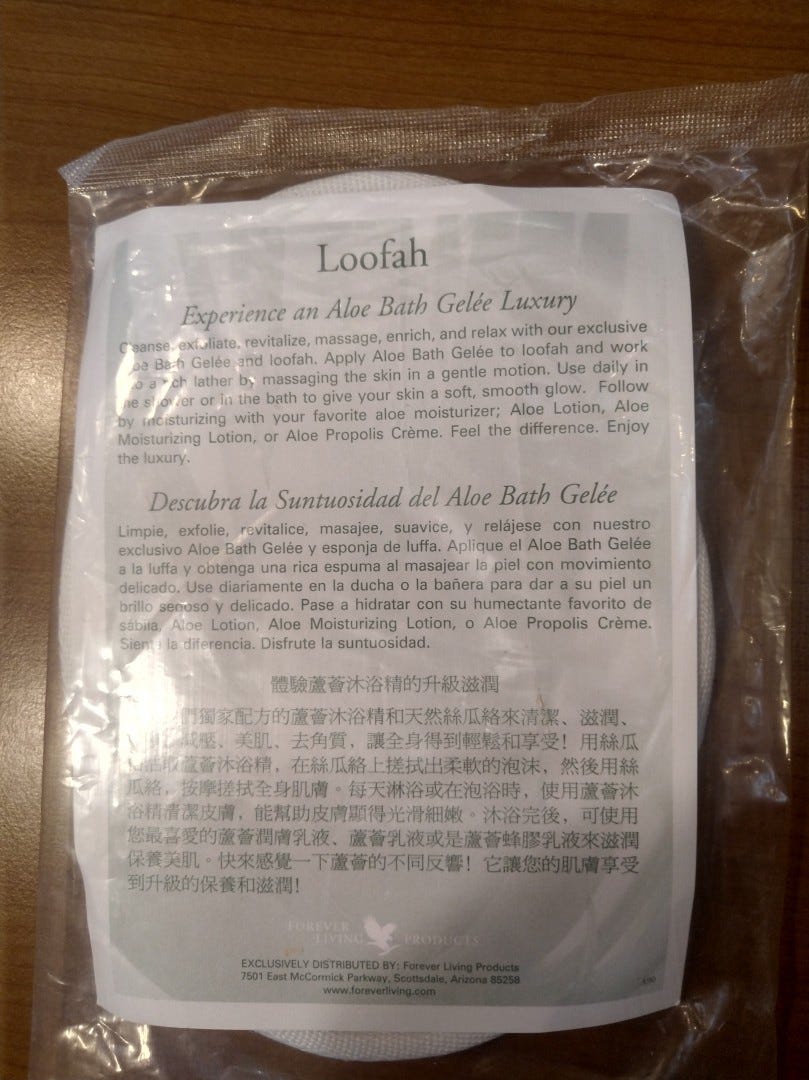 Loofah
Experience an Aloe Bath Gelée Luxury
Cleanse, exfoliate, revitalize, massage, enrich, and relax with our exclusive
Aloe Bath Gelée and loofah. Apply Aloe Bath Gelée to loofah and work
into a rich lather by massaging the skin in a gentle motion. Use daily in
the shower or in the bath to give your skin a soft, smooth glow. Follow
by moisturizing with your favorite aloe moisturizer; Aloe Lotion, Aloe
Moisturizing Lotion, or Aloe Propolis Crème. Feel the difference. Enjoy
the luxury.
Descubra la Suntuosidad del Aloe Bath Gelée
Limpie, exfolie, revitalice, masajee, suavice, y relájese con nuestro
exclusivo Aloe Bath Gelée y esponja de luffa. Aplique el Aloe Bath Gelée
a la luffa y obtenga una rica espuma al masajear la piel con movimiento
delicado. Use diariamente en la ducha o la bañera para dar a su piel un
brillo sedoso y delicado. Pase a hidratar con su humectante favorito de
sábila, Aloe Lotion, Aloe Moisturizing Lotion, o Aloe Propolis Crème.
Sienta la diferencia. Disfrute la suntuosidad.
體驗蘆薈沐浴精的升級滋潤
們獨家配方的蘆薈沐浴精和天然絲瓜絡來清潔、滋潤、
減壓、美肌、去角質，讓全身得到輕鬆和享受！用絲瓜
取蘆薈沐浴精，在絲瓜絡上搓拭出柔軟的泡沫，然後用絲
瓜絡，按摩搓拭全身肌膚。每天淋浴或在泡浴時，使用蘆薈沐
浴精清潔皮膚，能幫助皮膚顯得光滑細嫩。沐浴完後，可使用
您最喜愛的蘆薈潤膚乳液、蘆薈乳液或是蘆薈蜂膠乳液來滋潤
保養美肌。快來感覺一下蘆薈的不同反響！它讓您的肌膚享受
到升級的保養和滋潤！
FOREVER
LIVING PRODUCTS
EXCLUSIVELY DISTRIBUTED BY: Forever Living Products
7501 East McCormick Parkway, Scottsdale, Arizona 85258
www.foreverliving.com